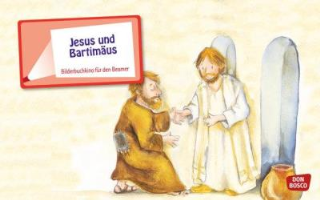 Jesus und
Bartimäus
Bilderbuchkino für den Beamer
DON
BOSCO